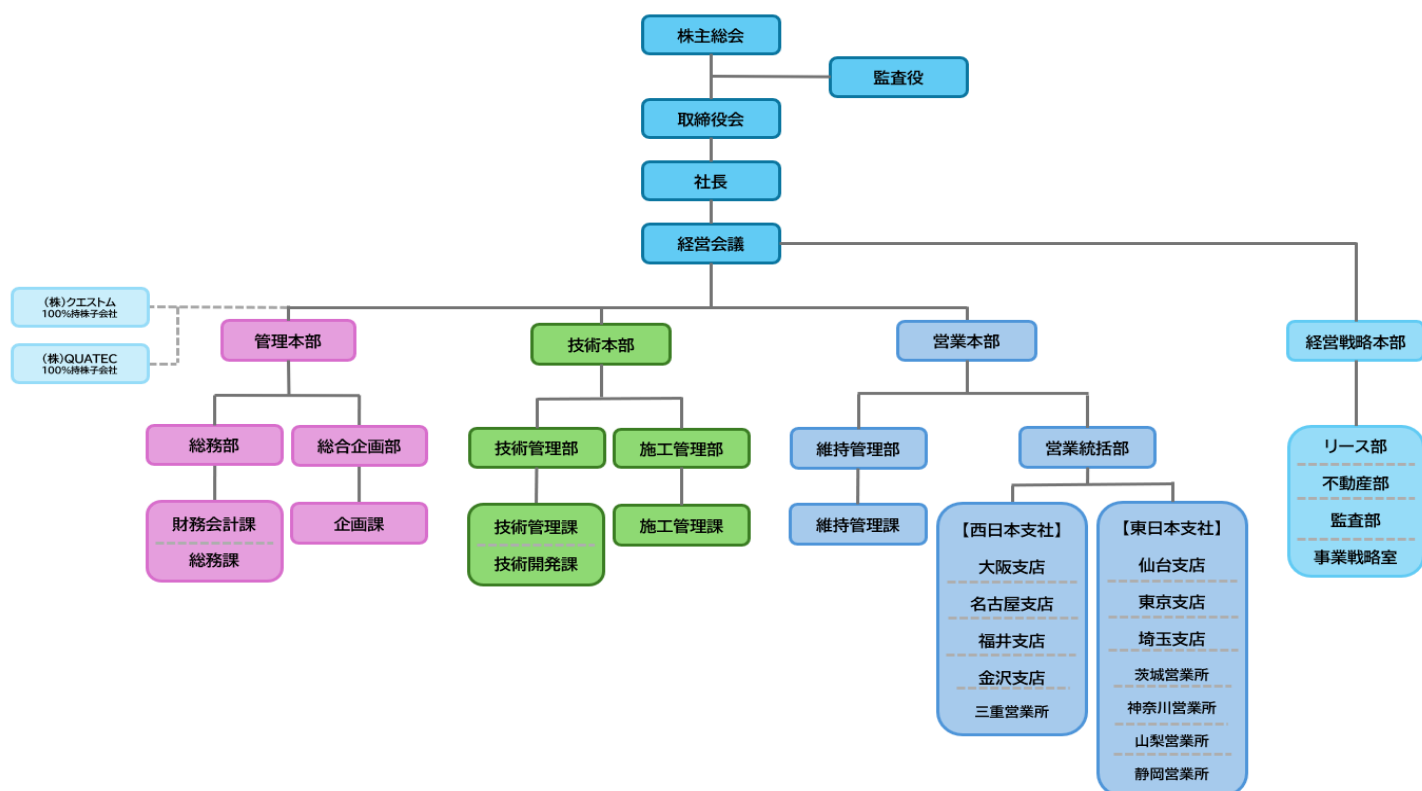 株主総会
監査役
取締役会
社長
経営会議
(株)クエストム
100%持株子会社
(株)QUATEC
100%持株子会社
管理本部
技術本部
営業本部
経営戦略本部
総務部
総合企画部
技術管理部
施工管理部
維持管理部
営業統括部
財務会計課
総務課
企画課
技術管理課
技術開発課
施工管理課
維持管理課
【西日本支社】
大阪支店
名古屋支店
福井支店
金沢支店
三重営業所
【東日本支社】
仙台支店
東京支店
埼玉支店
茨城営業所
神奈川営業所
山梨営業所
静岡営業所
リース部
不動産部
監査部
事業戦略室